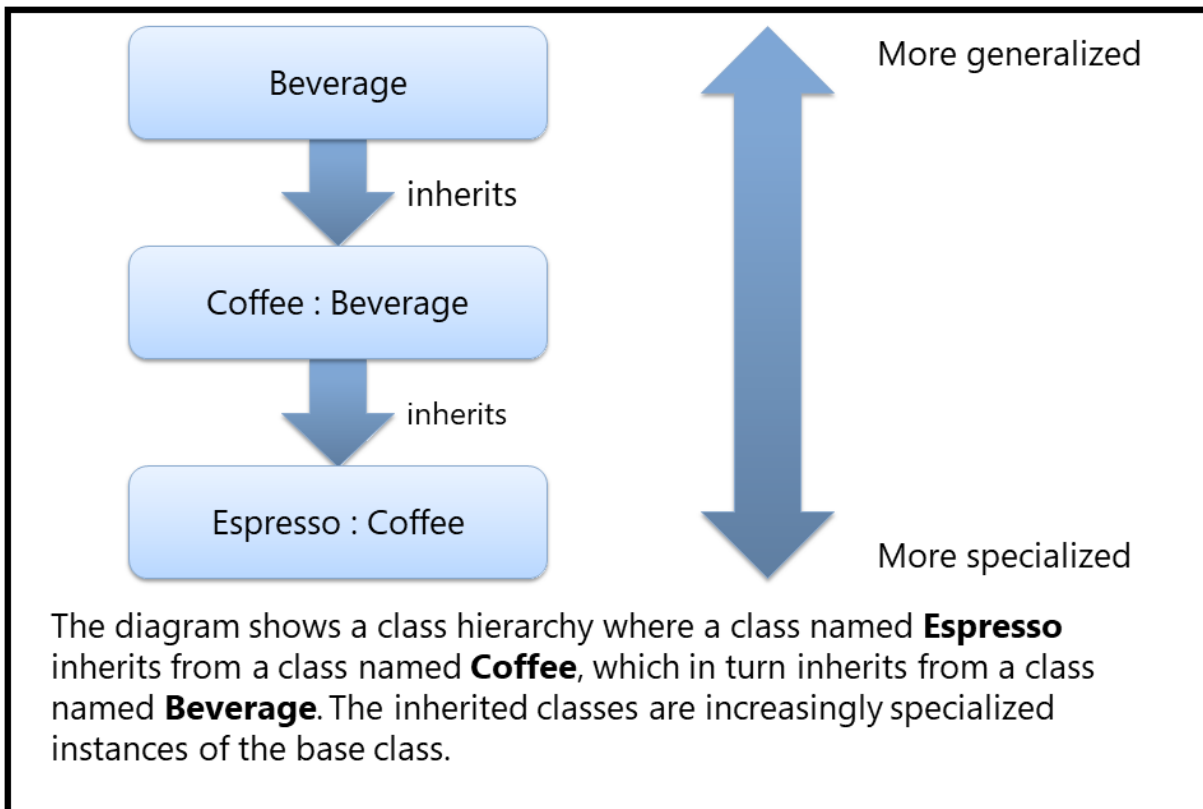 Beverage
More generalized
inherits
Coffee : Beverage
inherits
Espresso : Coffee
More specialized
The diagram shows a class hierarchy where a class named Espresso
inherits from a class named Coffee, which in turn inherits from a class
named Beverage. The inherited classes are increasingly specialized
instances of the base class.